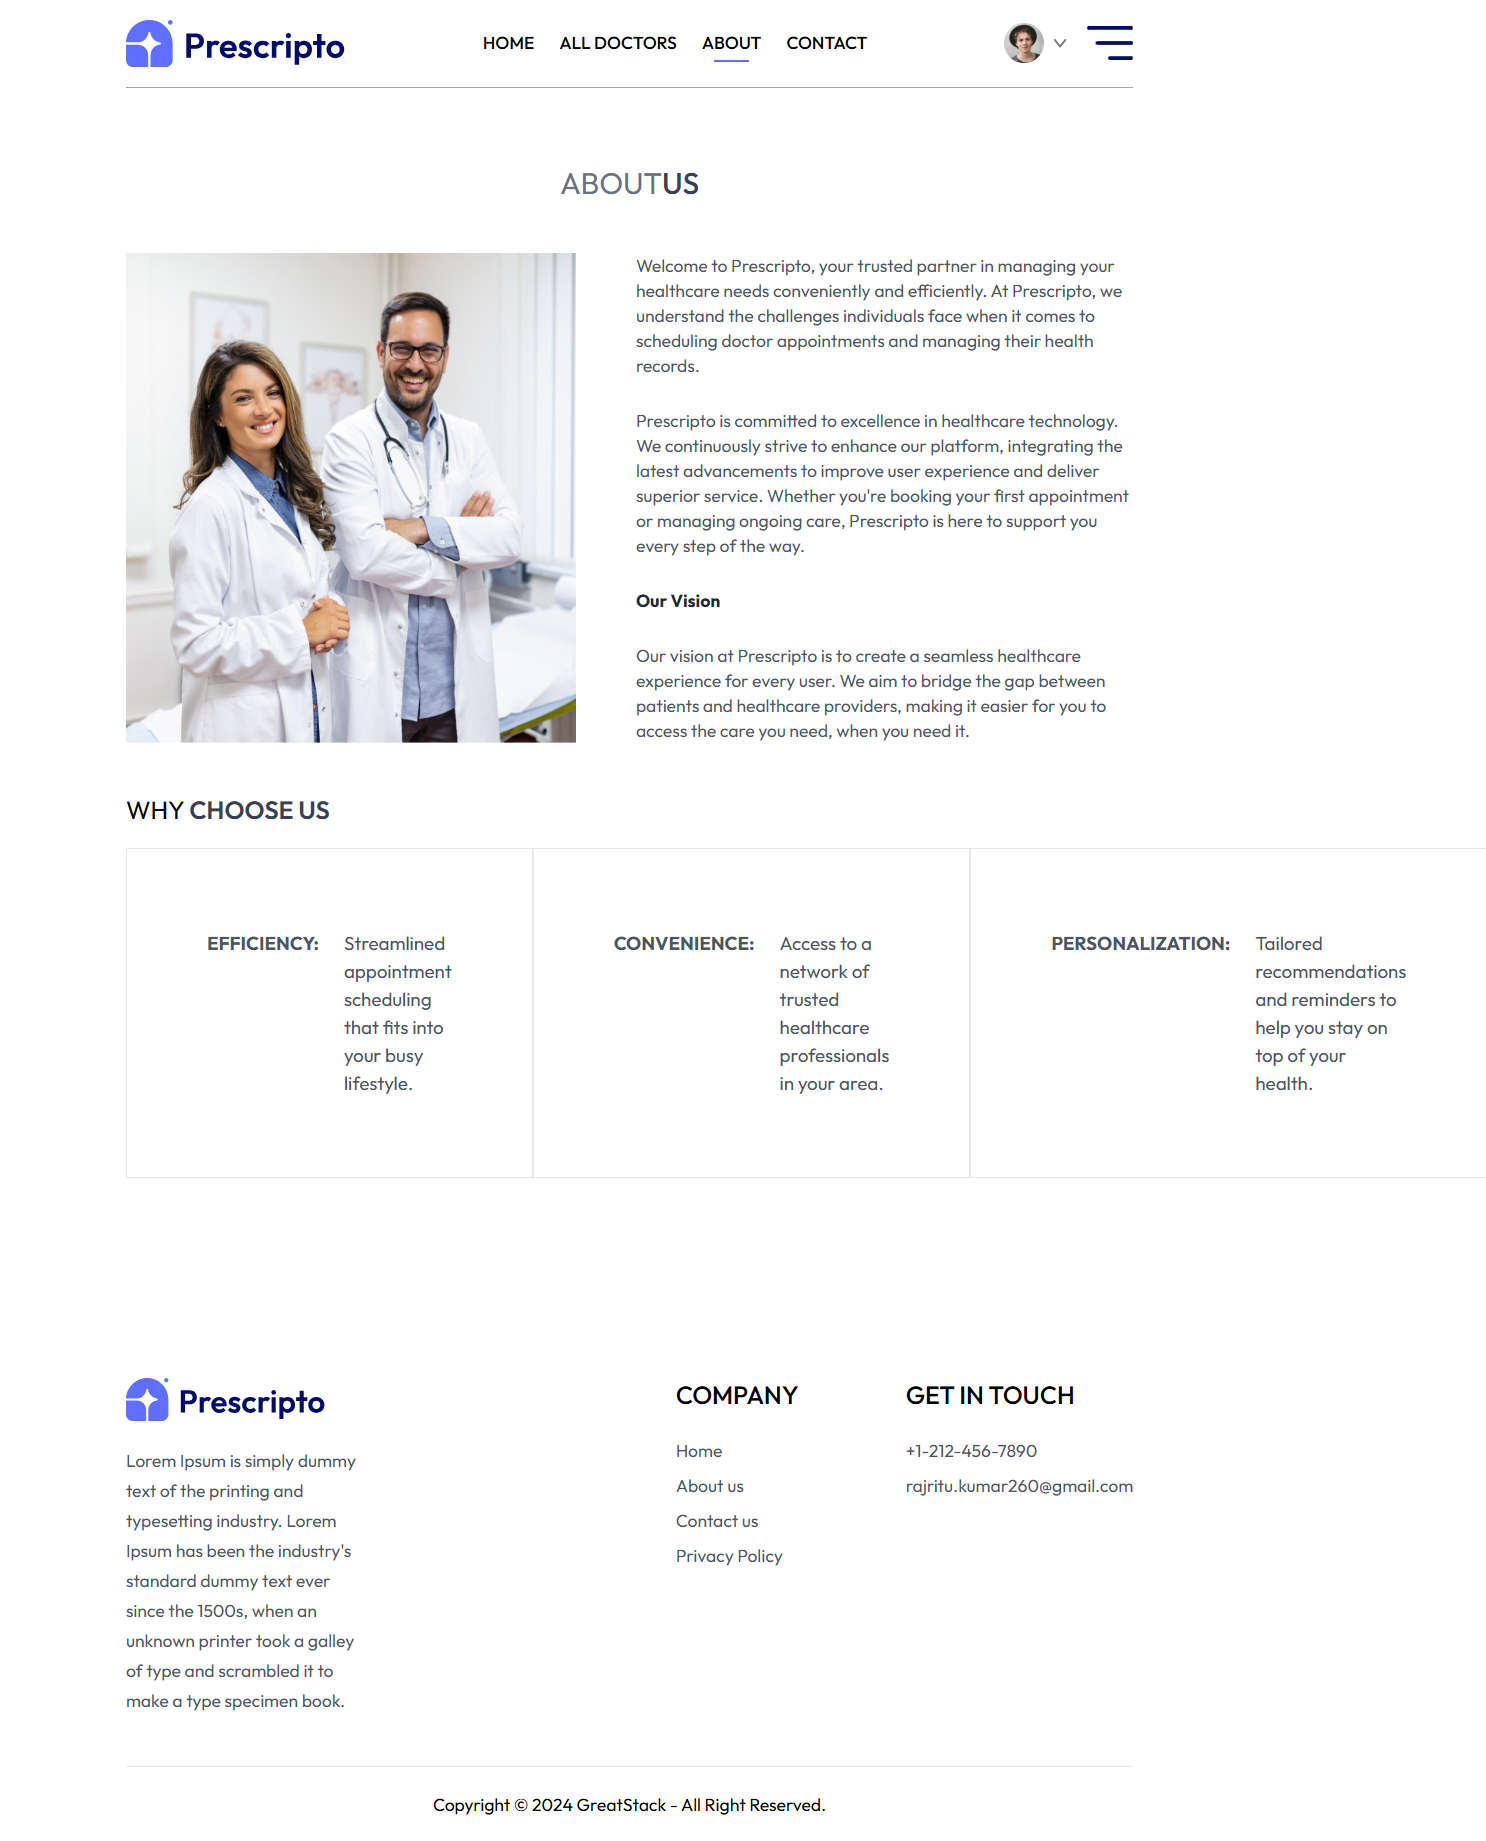 Prescripto
HOME
ALL DOCTORS
ABOUT
CONTACT
ABOUTUS
Welcome to Prescripto, your trusted partner in managing your
healthcare needs conveniently and efficiently. At Prescripto, we
understand the challenges individuals face when it comes to
scheduling doctor appointments and managing their health
records.
Prescripto is committed to excellence in healthcare technology.
We continuously strive to enhance our platform, integrating the
latest advancements to improve user experience and deliver
superior service. Whether you're booking your first appointment
or managing ongoing care, Prescripto is here to support you
every step of the way.
Our Vision
Our vision at Prescripto is to create a seamless healthcare
experience for every user. We aim to bridge the gap between
patients and healthcare providers, making it easier for you to
access the care you need, when you need it.
WHY CHOOSE US
EFFICIENCY:
Streamlined
appointment
scheduling
that fits into
your busy
lifestyle.
CONVENIENCE:
Access to a
network of
trusted
healthcare
professionals
in your area.
PERSONALIZATION:
Tailored
recommendations
and reminders to
help you stay on
top of your
health.
Prescripto
Lorem Ipsum is simply dummy
text of the printing and
typesetting industry. Lorem
Ipsum has been the industry's
standard dummy text ever
since the 1500s, when an
unknown printer took a galley
of type and scrambled it to
make a type specimen book.
COMPANY
Home
About us
Contact us
Privacy Policy
GET IN TOUCH
+1-212-456-7890
rajritu.kumar260@gmail.com
Copyright © 2024 GreatStack - All Right Reserved.